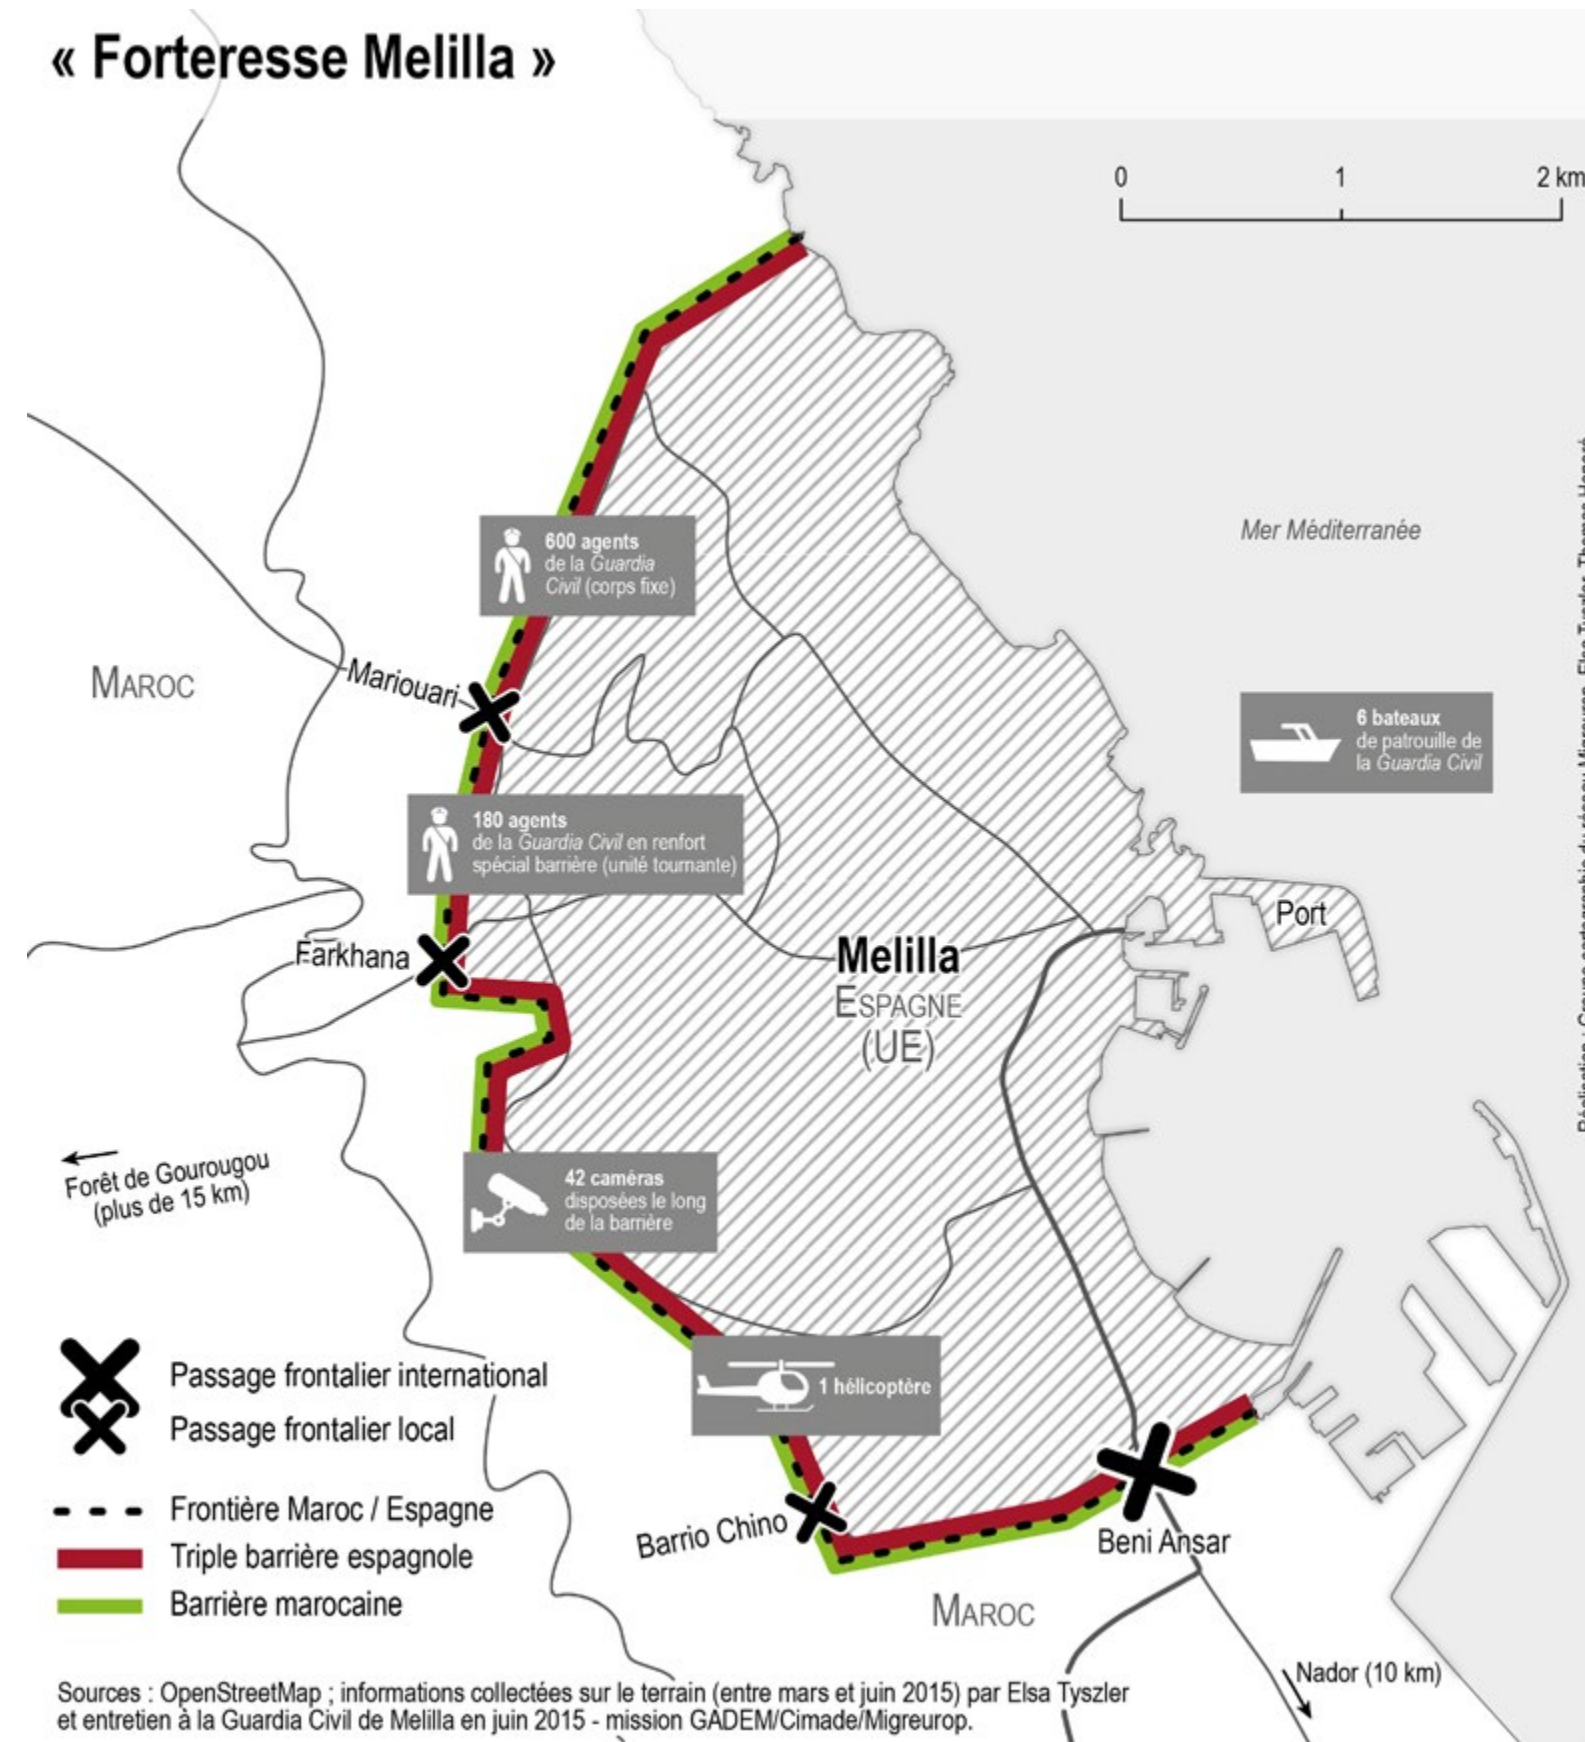 « Forteresse Melilla »
0 1 2 km
Mer Méditerranée
600 agents
de la Guardia
Civil (corps fixe)
MAROC
Mariouari
6 bateaux
de patrouille de
la Guardia Civil
180 agents
de la Guardia Civil en renfort
spécial barrière (unité tournante)
Port
Farkhana
Melilla
ESPAGNE
(UE)
Forêt de Gourougou
(plus de 15 km)
42 caméras
disposées le long
de la barrière
1 hélicoptère
Passage frontalier international
Passage frontalier local
Frontière Maroc / Espagne
Triple barrière espagnole
Barrière marocaine
Barrio Chino
Beni Ansar
MAROC
Nador (10 km)
Sources : OpenStreetMap ; informations collectées sur le terrain (entre mars et juin 2015) par Elsa Tyszler
et entretien à la Guardia Civil de Melilla en juin 2015 - mission GADEM/Cimade/Migreurop.